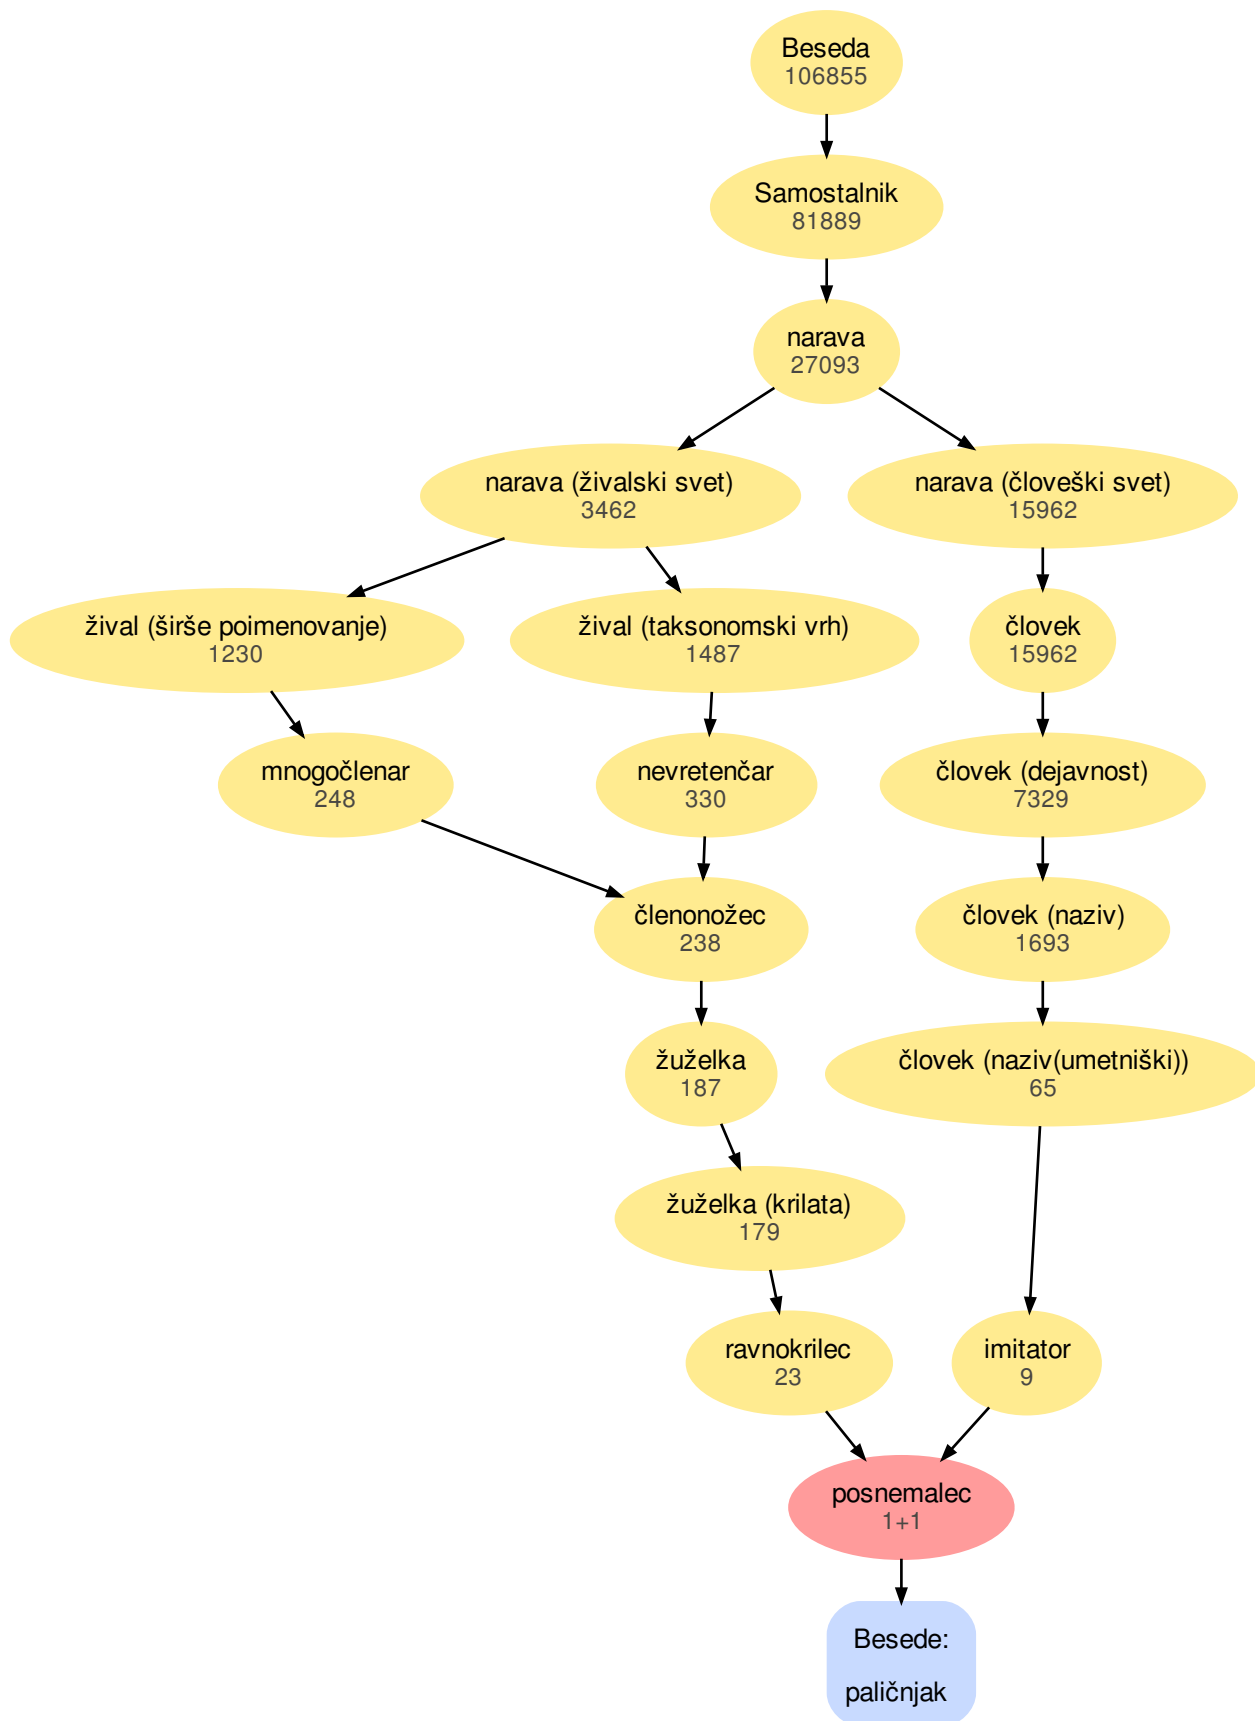 Beseda
106855
Samostalnik
81889
narava
27093
narava (živalski svet)
3462
narava (človeški svet)
15962
žival (širše poimenovanje)
1230
žival (taksonomski vrh)
1487
človek
15962
mnogočlenar
248
nevretenčar
330
človek (dejavnost)
7329
členonožec
238
človek (naziv)
1693
žuželka
187
človek (naziv(umetniški))
65
žuželka (krilata)
179
ravnokrilec
23
imitator
9
posnemalec
1+1
Besede:
paličnjak